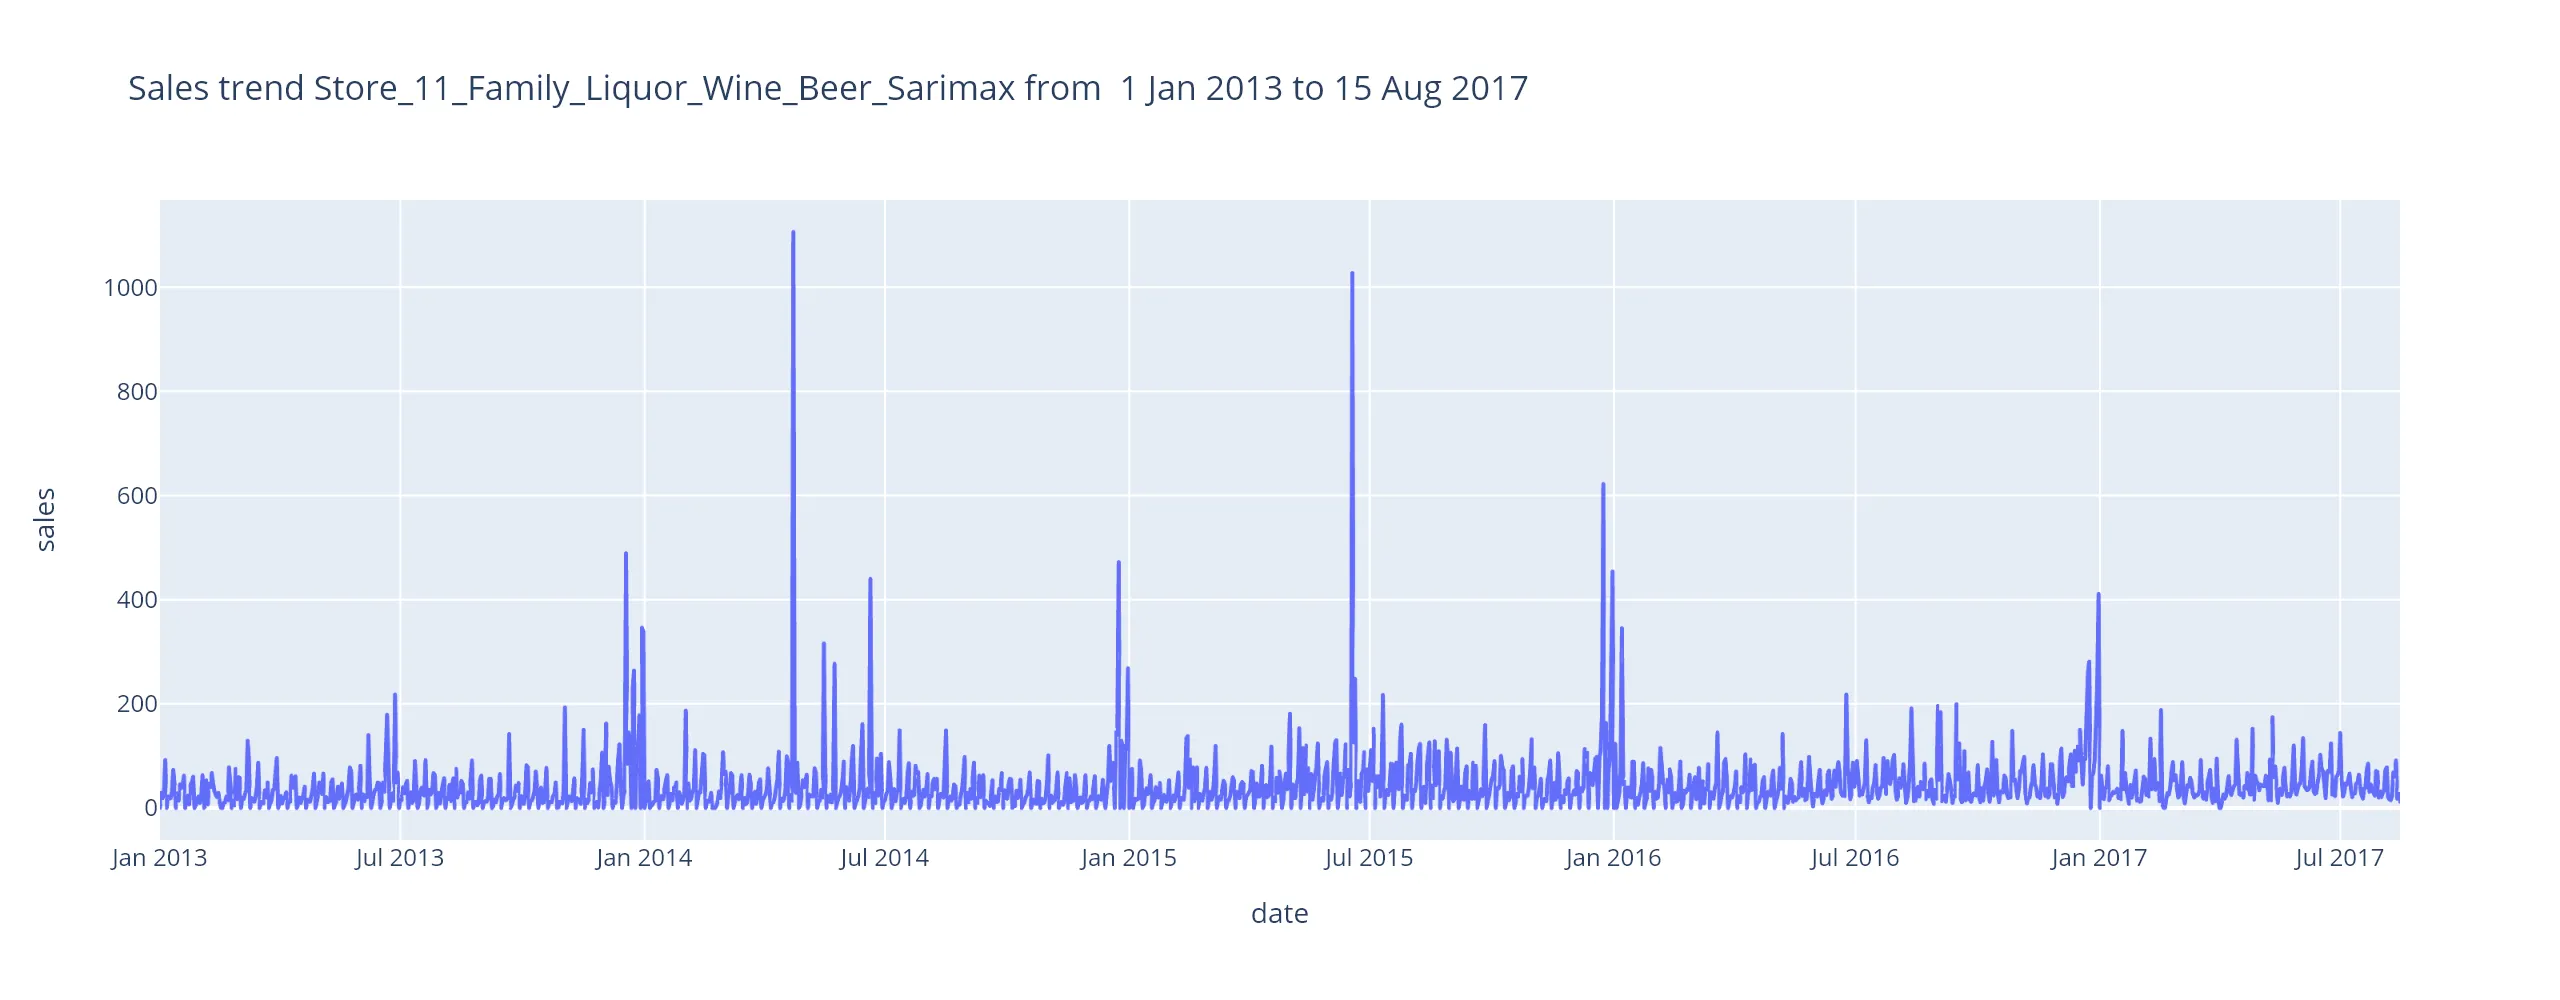 Sales trend Store_11_Family_Liquor_Wine_Beer_Sarimax from  1 Jan 2013 to 15 Aug 2017
1000
800
600
400
200
0
sales
Jan 2013 Jul 2013 Jan 2014 Jul 2014 Jan 2015 Jul 2015 Jan 2016 Jul 2016 Jan 2017 Jul 2017
date